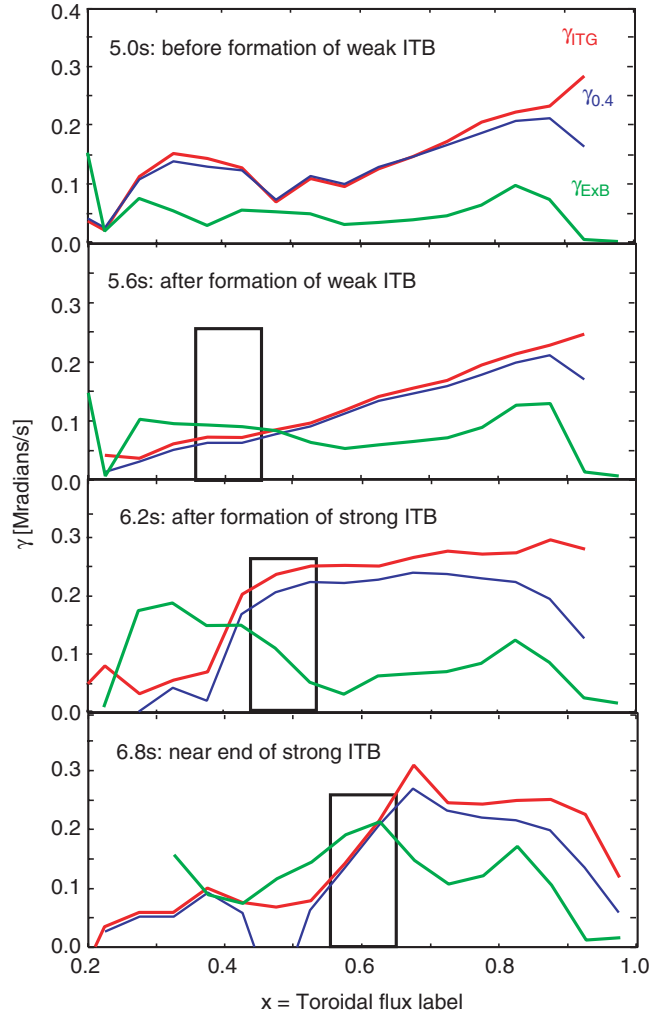 0.4
5.0s: before formation of weak ITB
γITG
0.3
γ0.4
0.2
0.1
γExB
0.0
5.6s: after formation of weak ITB
0.3
0.2
0.1
0.0
γ [Mradians/s]
6.2s: after formation of strong ITB
0.3
0.2
0.1
0.0
6.8s: near end of strong ITB
0.3
0.2
0.1
0.0
0.2 0.4 0.6 0.8 1.0
x = Toroidal flux label